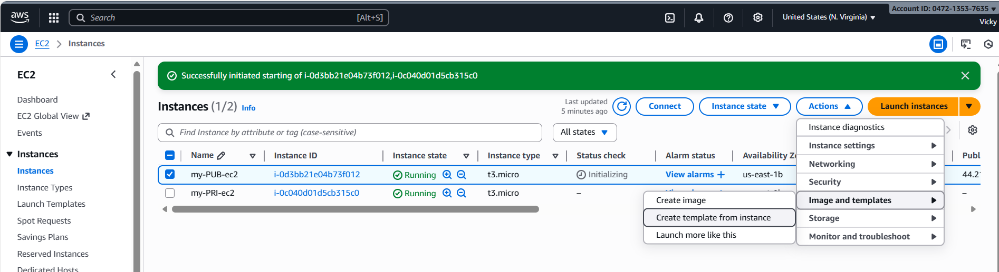 aws
Search [Alt+S]
United States (N. Virginia)
Account ID: 0472-1353-7635
Vicky
EC2 Instances
EC2
Dashboard
EC2 Global View
Events
Instances
Instances
Instance Types
Launch Templates
Spot Requests
Savings Plans
Reserved Instances
Dedicated Hosts
Successfully initiated starting of i-0d3bb21e04b73f012,i-0c040d01d5cb315c0
Instances (1/2) Info
Last updated
5 minutes ago
Connect
Instance state
Actions
Launch instances
Find Instance by attribute or tag (case-sensitive)
All states
Name Instance ID Instance state Instance type Status check Alarm status Availability Z Publ
my-PUB-ec2 i-0d3bb21e04b73f012 Running t3.micro Initializing View alarms + us-east-1b 44.2
my-PRI-ec2 i-0c040d01d5cb315c0 Running t3.micro – –
Instance diagnostics
Instance settings
Networking
Security
Image and templates
Storage
Monitor and troubleshoot
Create image
Create template from instance
Launch more like this